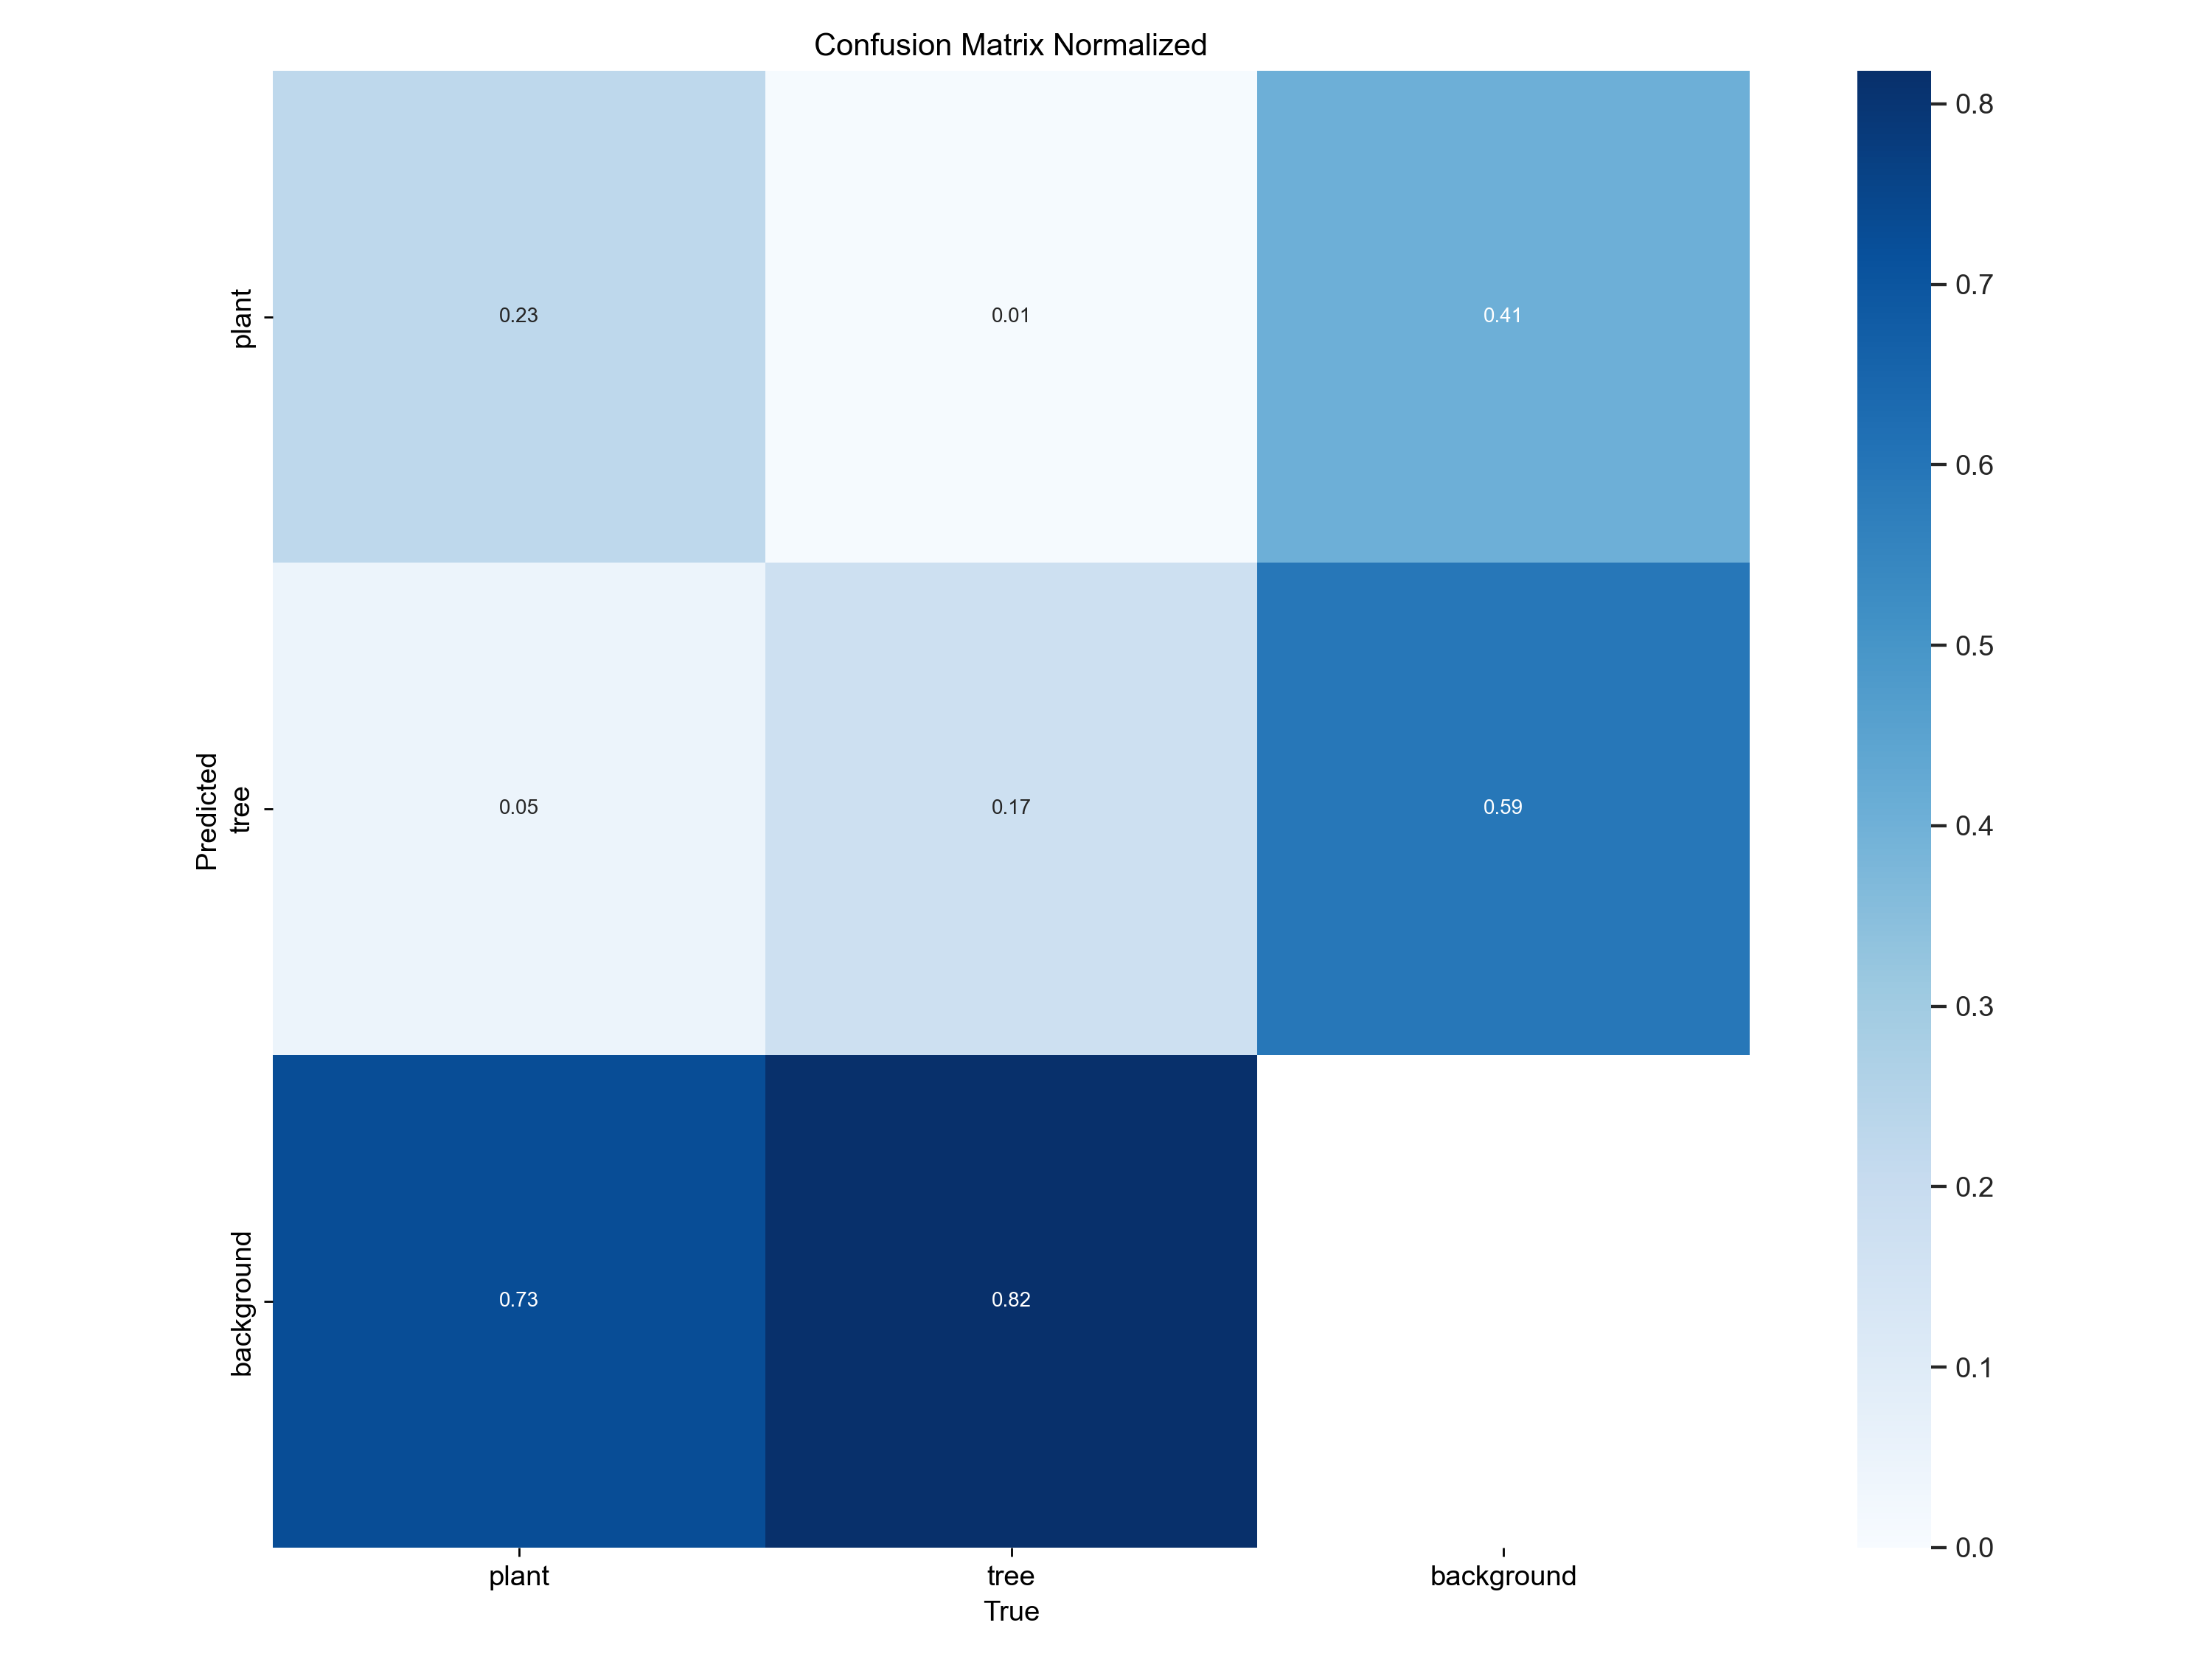 Confusion Matrix Normalized
Predicted
plant
0.23
0.01
0.41
tree
0.05
0.17
0.59
background
0.73
0.82
plant
tree
background
True
0.8
0.7
0.6
0.5
0.4
0.3
0.2
0.1
0.0